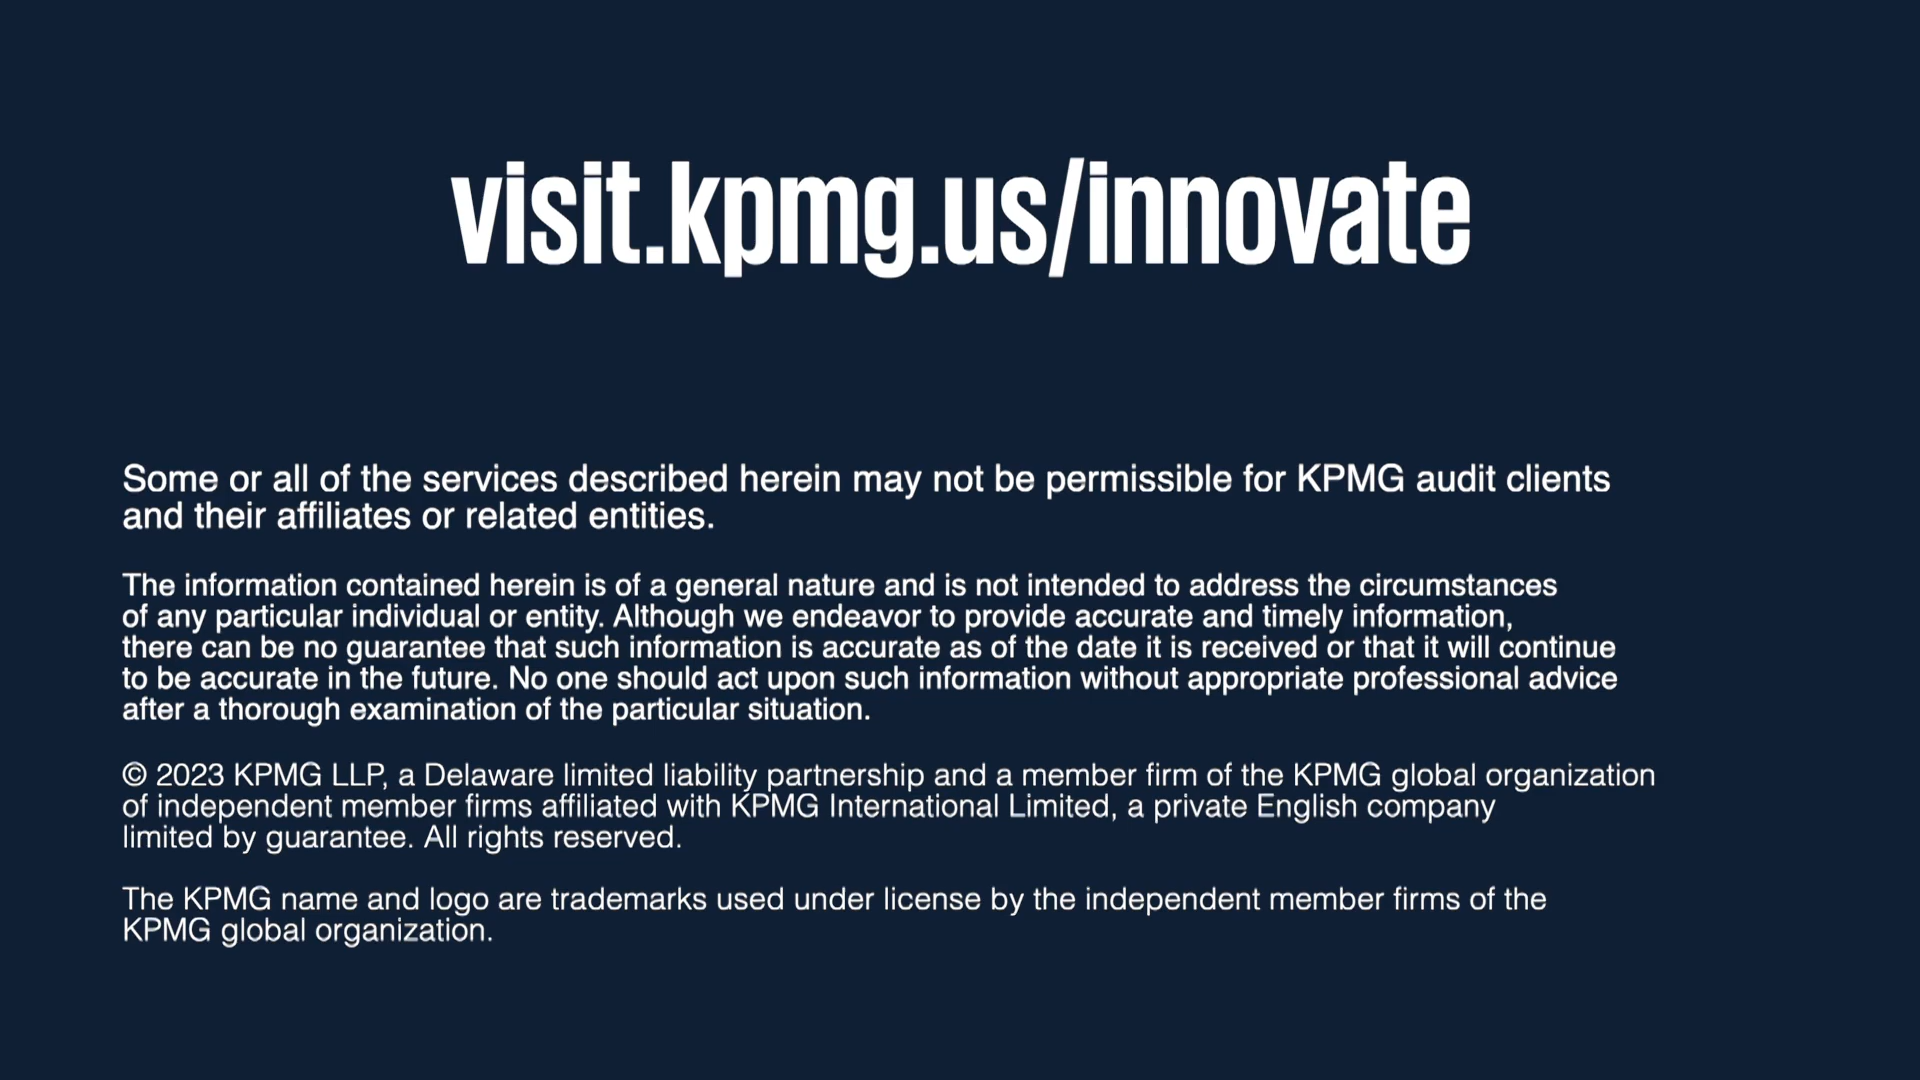 visit.kpmg.us/innovate
Some or all of the services described herein may not be permissible for KPMG audit clients
and their affiliates or related entities.
The information contained herein is of a general nature and is not intended to address the circumstances
of any particular individual or entity. Although we endeavor to provide accurate and timely information,
there can be no guarantee that such information is accurate as of the date it is received or that it will continue
to be accurate in the future. No one should act upon such information without appropriate professional advice
after a thorough examination of the particular situation.
© 2023 KPMG LLP, a Delaware limited liability partnership and a member firm of the KPMG global organization
of independent member firms affiliated with KPMG International Limited, a private English company
limited by guarantee. All rights reserved.
The KPMG name and logo are trademarks used under license by the independent member firms of the
KPMG global organization.